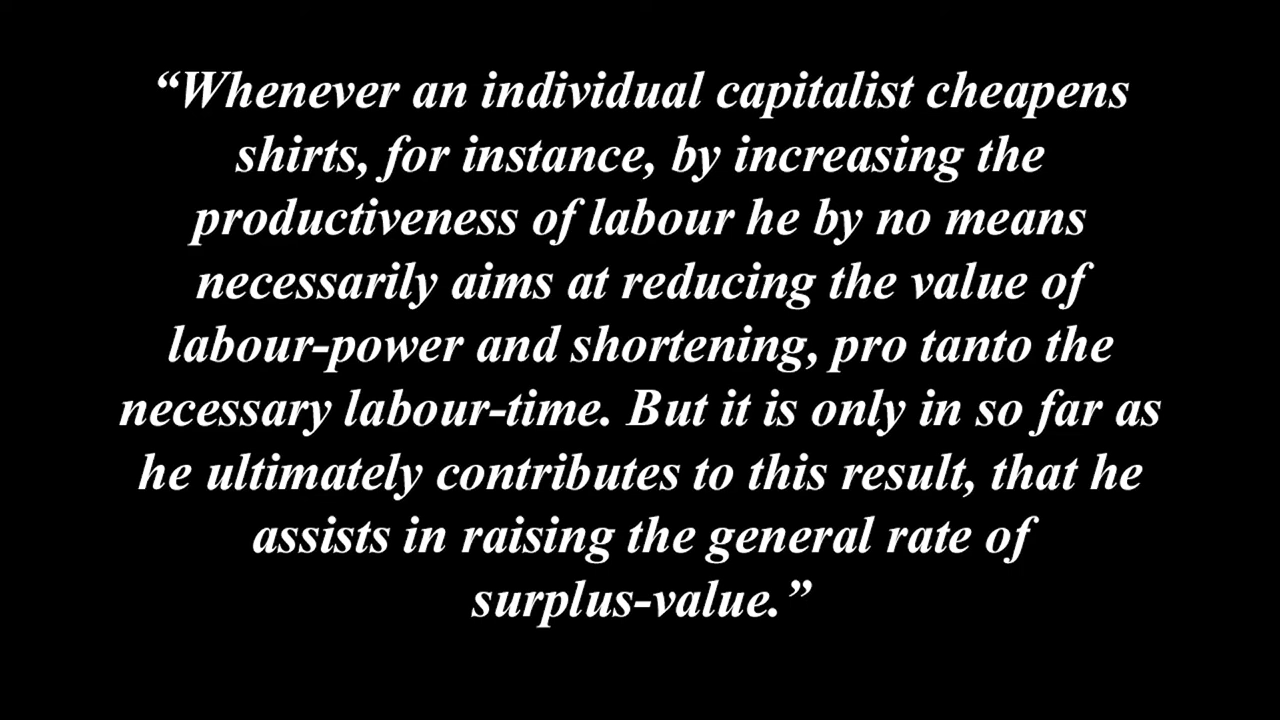 “Whenever an individual capitalist cheapens
shirts, for instance, by increasing the
productiveness of labour he by no means
necessarily aims at reducing the value of
labour-power and shortening, pro tanto the
necessary labour-time. But it is only in so far as
he ultimately contributes to this result, that he
assists in raising the general rate of
surplus-value.”